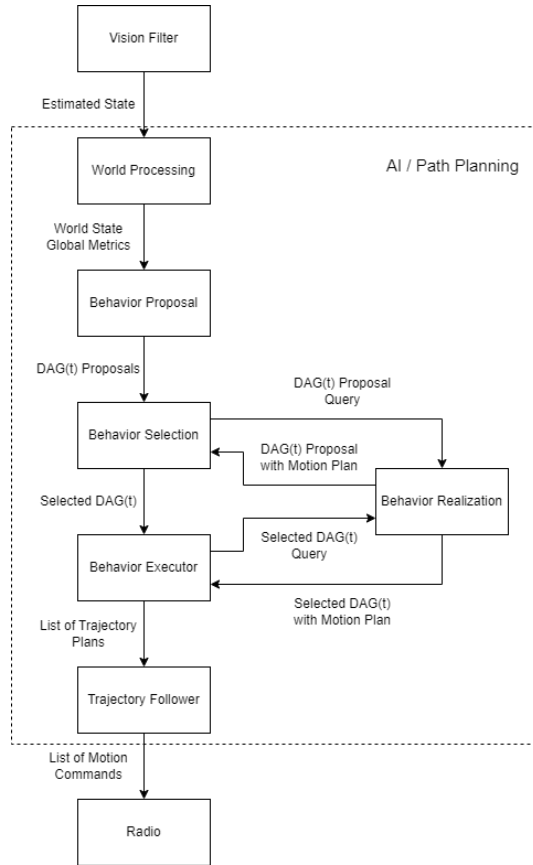 Vision Filter
Estimated State
AI / Path Planning
World Processing
World State
Global Metrics
Behavior Proposal
DAG(t) Proposals
DAG(t) Proposal
Query
Behavior Selection
DAG(t) Proposal
with Motion Plan
Selected DAG(t)
Behavior Realization
Selected DAG(t)
Query
Behavior Executor
Selected DAG(t)
with Motion Plan
List of Trajectory
Plans
Trajectory Follower
List of Motion
Commands
Radio